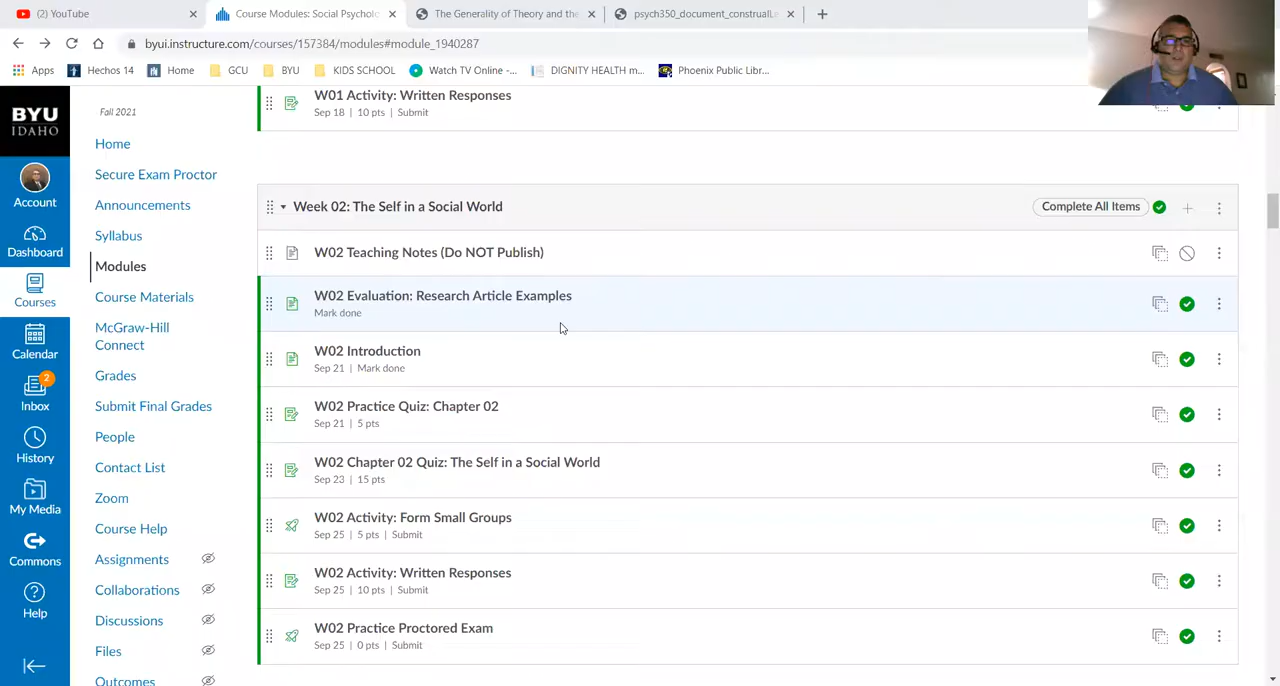 (2) YouTube
Course Modules: Social Psycholo
The Generality of Theory and the
psych350_document_construalLe
byui.instructure.com/courses/157384/modules#module_1940287
Apps
Hechos 14
Home
GCU
BYU
KIDS SCHOOL
Watch TV Online -...
DIGNITY HEALTH m...
Phoenix Public Libr...
BYU
IDAHO
Account
Dashboard
Courses
Calendar
2
Inbox
History
My Media
Commons
Help
Fall 2021
Home
Secure Exam Proctor
Announcements
Syllabus
Modules
Course Materials
McGraw-Hill
Connect
Grades
Submit Final Grades
People
Contact List
Zoom
Course Help
Assignments
Collaborations
Discussions
Files
Outcomes
W01 Activity: Written Responses
Sep 18 | 10 pts | Submit
Week 02: The Self in a Social World
Complete All Items
W02 Teaching Notes (Do NOT Publish)
W02 Evaluation: Research Article Examples
Mark done
W02 Introduction
Sep 21 | Mark done
W02 Practice Quiz: Chapter 02
Sep 21 | 5 pts
W02 Chapter 02 Quiz: The Self in a Social World
Sep 23 | 15 pts
W02 Activity: Form Small Groups
Sep 25 | 5 pts | Submit
W02 Activity: Written Responses
Sep 25 | 10 pts | Submit
W02 Practice Proctored Exam
Sep 25 | 0 pts | Submit